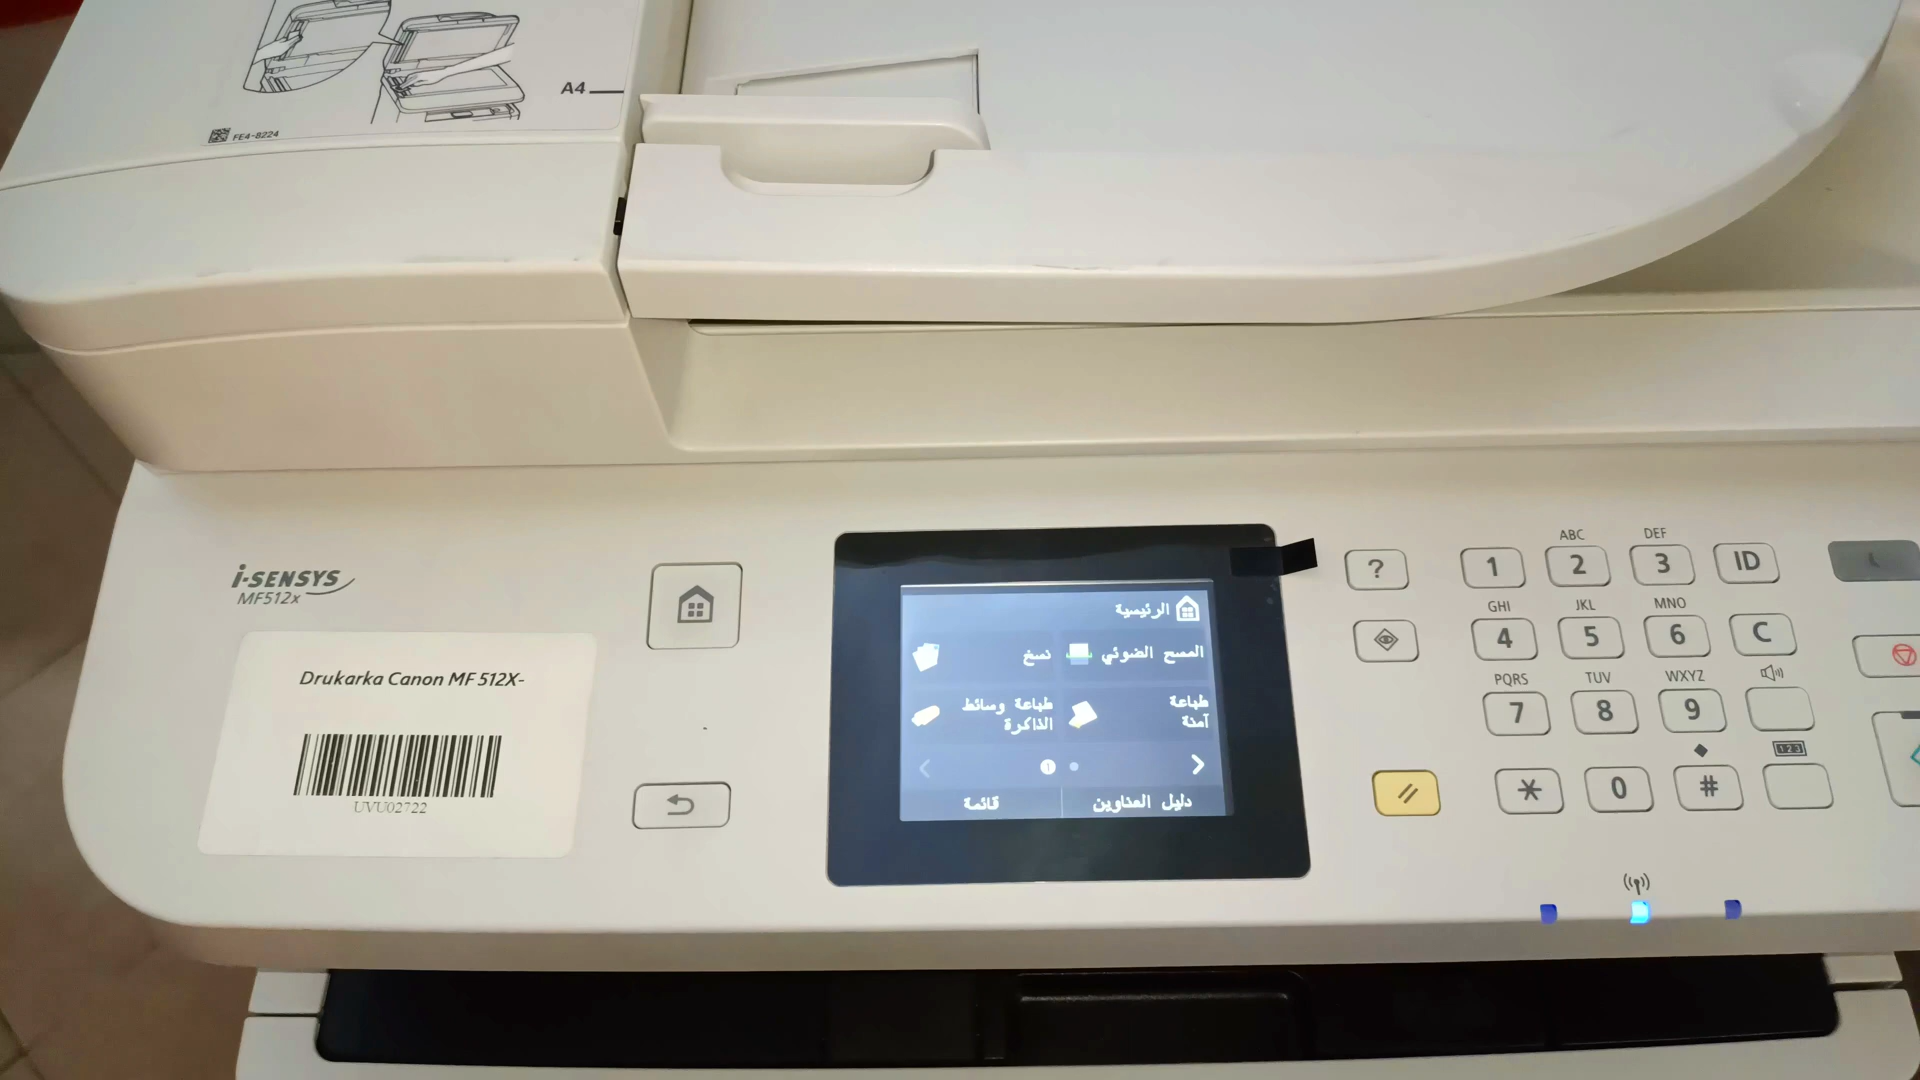 A4
FE4-8224
i-SENSYS
MF512x
Drukarka Canon MF 512X-
UVU02722
الرئيسية
المسح الضوئي
نسخ
طباعة
آمنة
طباعة وسائط
الذاكرة
1
دليل العناوين
قائمة
?
ABC
DEF
1
2
3
ID
GHI
JKL
MNO
4
5
6
C
PQRS
TUV
WXYZ
7
8
9
123
*
0
#